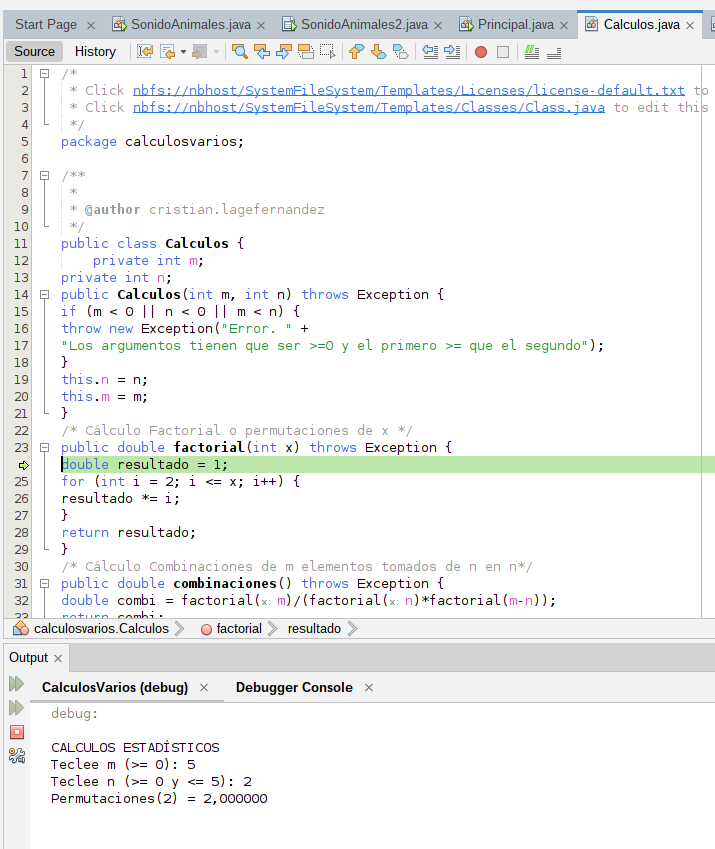 Start Page SonidoAnimales.java SonidoAnimales2.java Principal.java Calculos.java
Source History
1 /*
2 * Click nbfs://nbhost/SystemFileSystem/Templates/Licenses/license-default.txt to
3 * Click nbfs://nbhost/SystemFileSystem/Templates/Classes/Class.java to edit this
4 */
5 package calculosvarios;
6
7 /**
8 *
9 * @author cristian.lagefernandez
10 */
11 public class Calculos {
12 private int m;
13 private int n;
14 public Calculos(int m, int n) throws Exception {
15 if (m < 0 || n < 0 || m < n) {
16 throw new Exception("Error. " +
17 "Los argumentos tienen que ser >=0 y el primero >= que el segundo");
18 }
19 this.n = n;
20 this.m = m;
21 }
22 /* Cálculo Factorial o permutaciones de x */
23 public double factorial(int x) throws Exception {
double resultado = 1;
25 for (int i = 2; i <= x; i++) {
26 resultado *= i;
27 }
28 return resultado;
29 }
30 /* Cálculo Combinaciones de m elementos tomados de n en n*/
31 public double combinaciones() throws Exception {
32 double combi = factorial(x: m)/(factorial(x: n)*factorial(m-n));
33 return combi;
calculosvarios.Calculos factorial resultado
Output
CalculosVarios (debug) Debugger Console
debug:
CALCULOS ESTADÍSTICOS
Teclee m (>= 0): 5
Teclee n (>= 0 y <= 5): 2
Permutaciones(2) = 2,000000